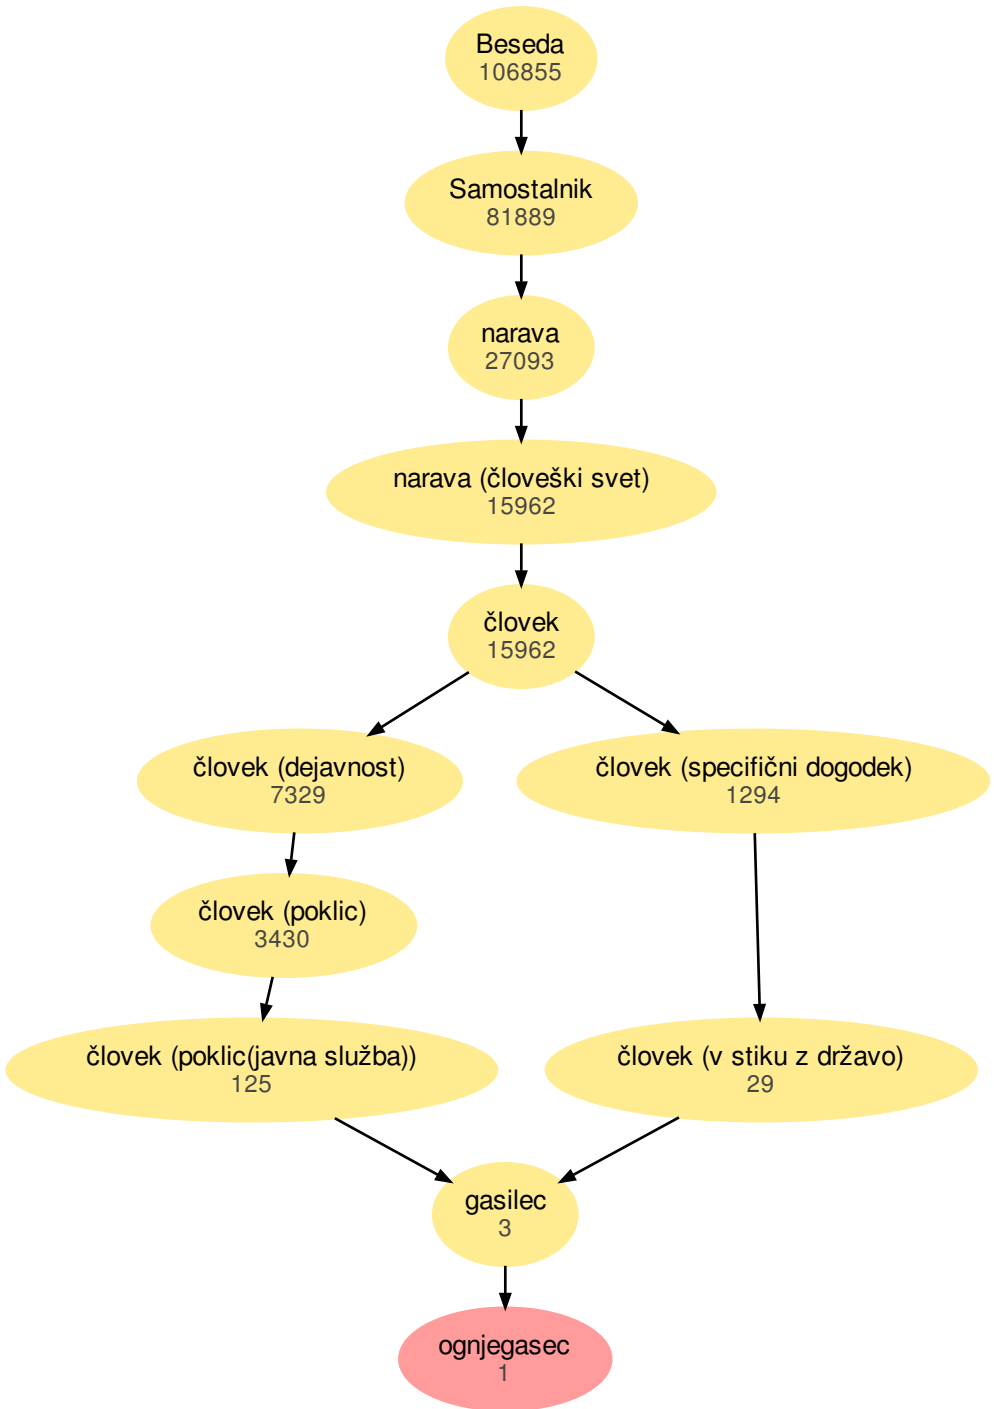 Beseda
106855
Samostalnik
81889
narava
27093
narava (človeški svet)
15962
človek
15962
človek (dejavnost)
7329
človek (specifični dogodek)
1294
človek (poklic)
3430
človek (poklic(javna služba))
125
človek (v stiku z državo)
29
gasilec
3
ognjegasec
1